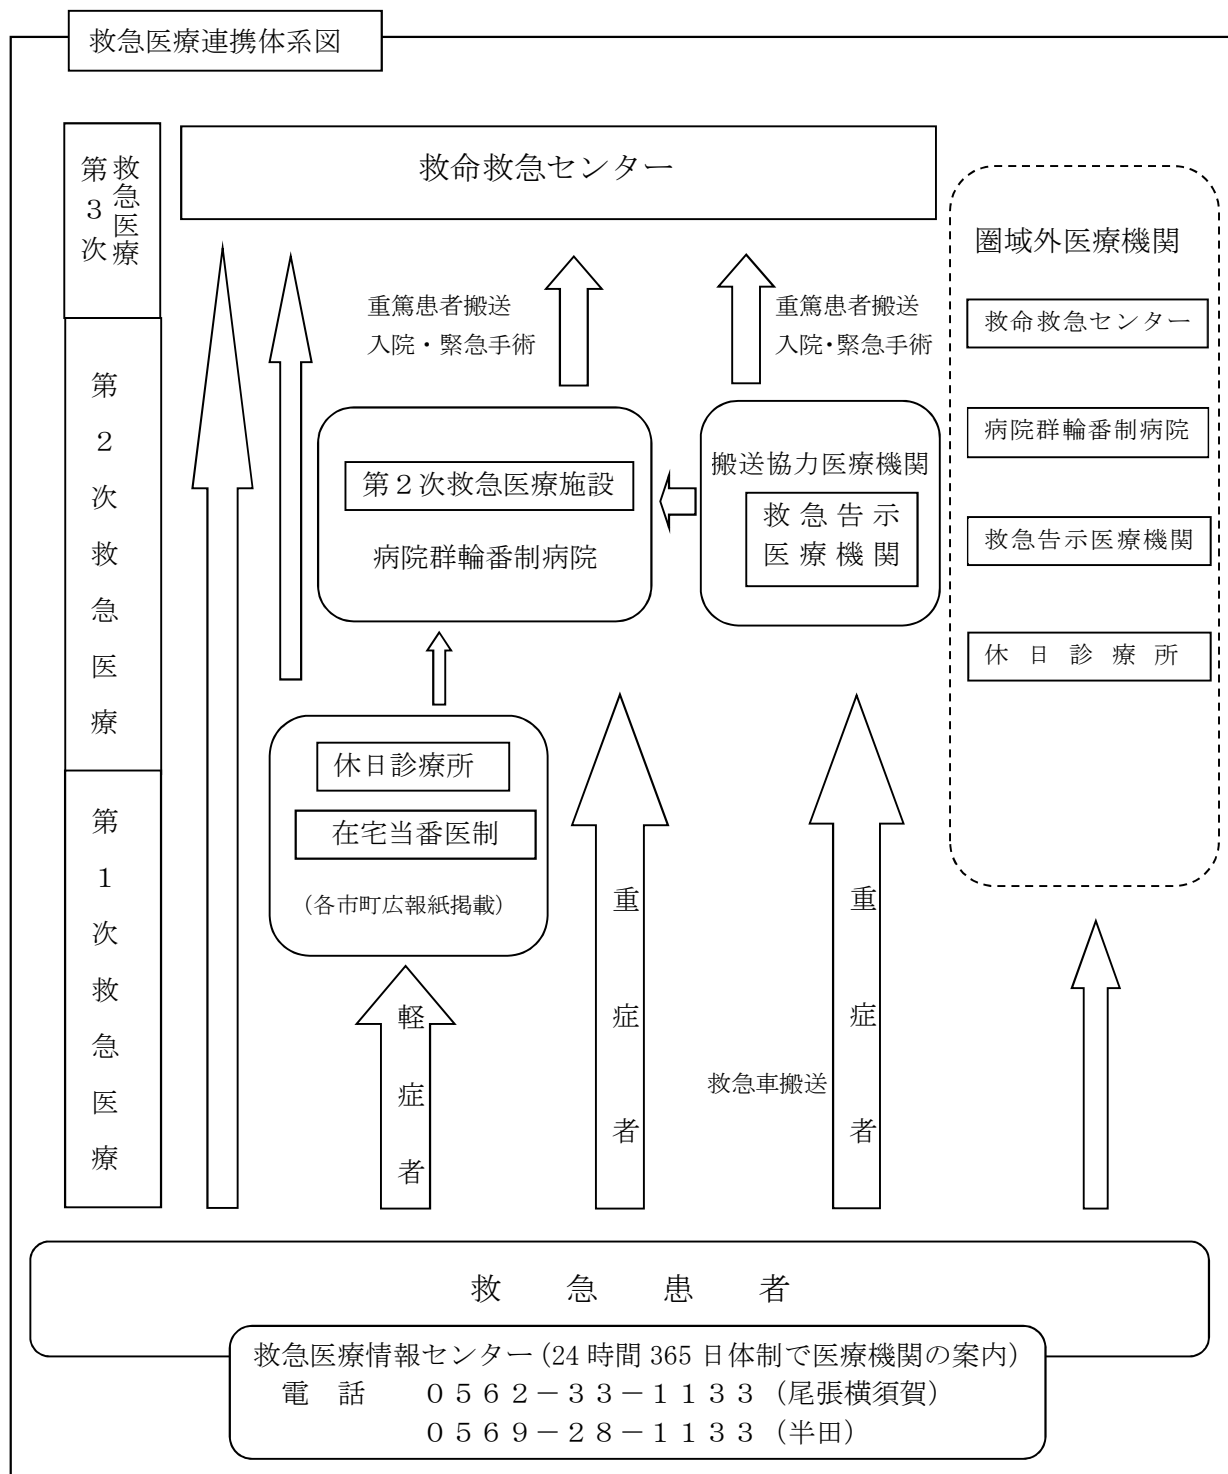 救急医療連携体系図
第３次
救急医療
救命救急センター
圏域外医療機関
救命救急センター
病院群輪番制病院
救急告示医療機関
休日診療所
重篤患者搬送
入院・緊急手術
重篤患者搬送
入院・緊急手術
第２次救急医療
第２次救急医療施設
病院群輪番制病院
搬送協力医療機関
救急告示
医療機関
第１次救急医療
休日診療所
在宅当番医制
(各市町広報紙掲載)
軽症者
重症者
救急車搬送
重症者
救急患者
救急医療情報センター(24時間365日体制で医療機関の案内)
電　話　０５６２－３３－１１３３（尾張横須賀）
０５６９－２８－１１３３（半田）